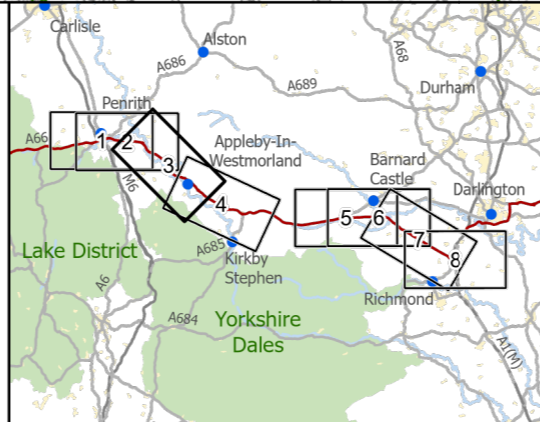 Carlisle
Alston
A68
A686
A689
Durham
Penrith
Appleby-In-
Westmorland
Barnard
Castle
Darlington
A66
1
2
3
4
5
6
7
8
M6
Lake District
A685
Kirkby
Stephen
Richmond
A6
A684
Yorkshire
Dales
A1(M)